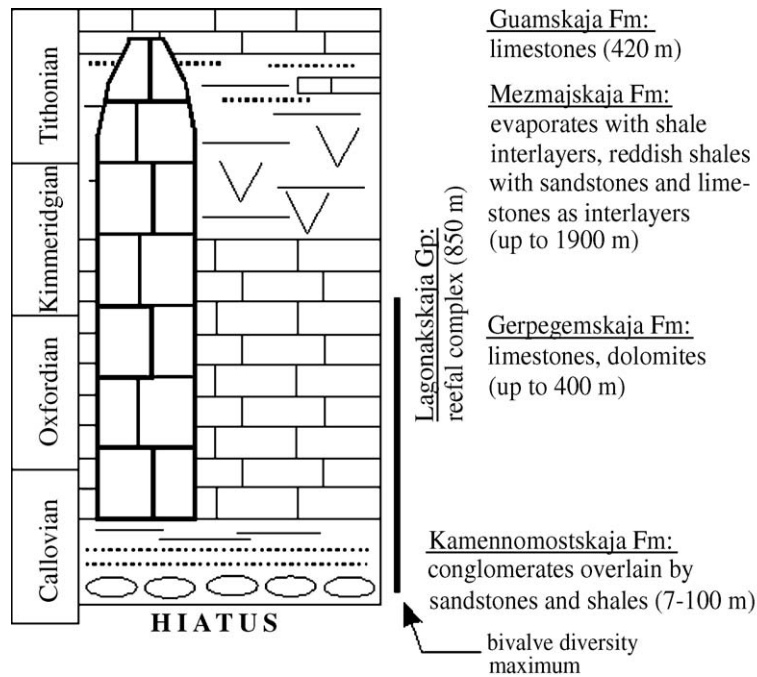 Tithonian
Kimmeridgian
Oxfordian
Callovian
HIATUS
Lagonakskaja Gp:
reefal complex (850 m)
Guamskaja Fm:
limestones (420 m)
Mezmajskaja Fm:
evaporates with shale
interlayers, reddish shales
with sandstones and lime-
stones as interlayers
(up to 1900 m)
Gerpegemskaja Fm:
limestones, dolomites
(up to 400 m)
Kamennomostskaja Fm:
conglomerates overlain by
sandstones and shales (7-100 m)
bivalve diversity
maximum